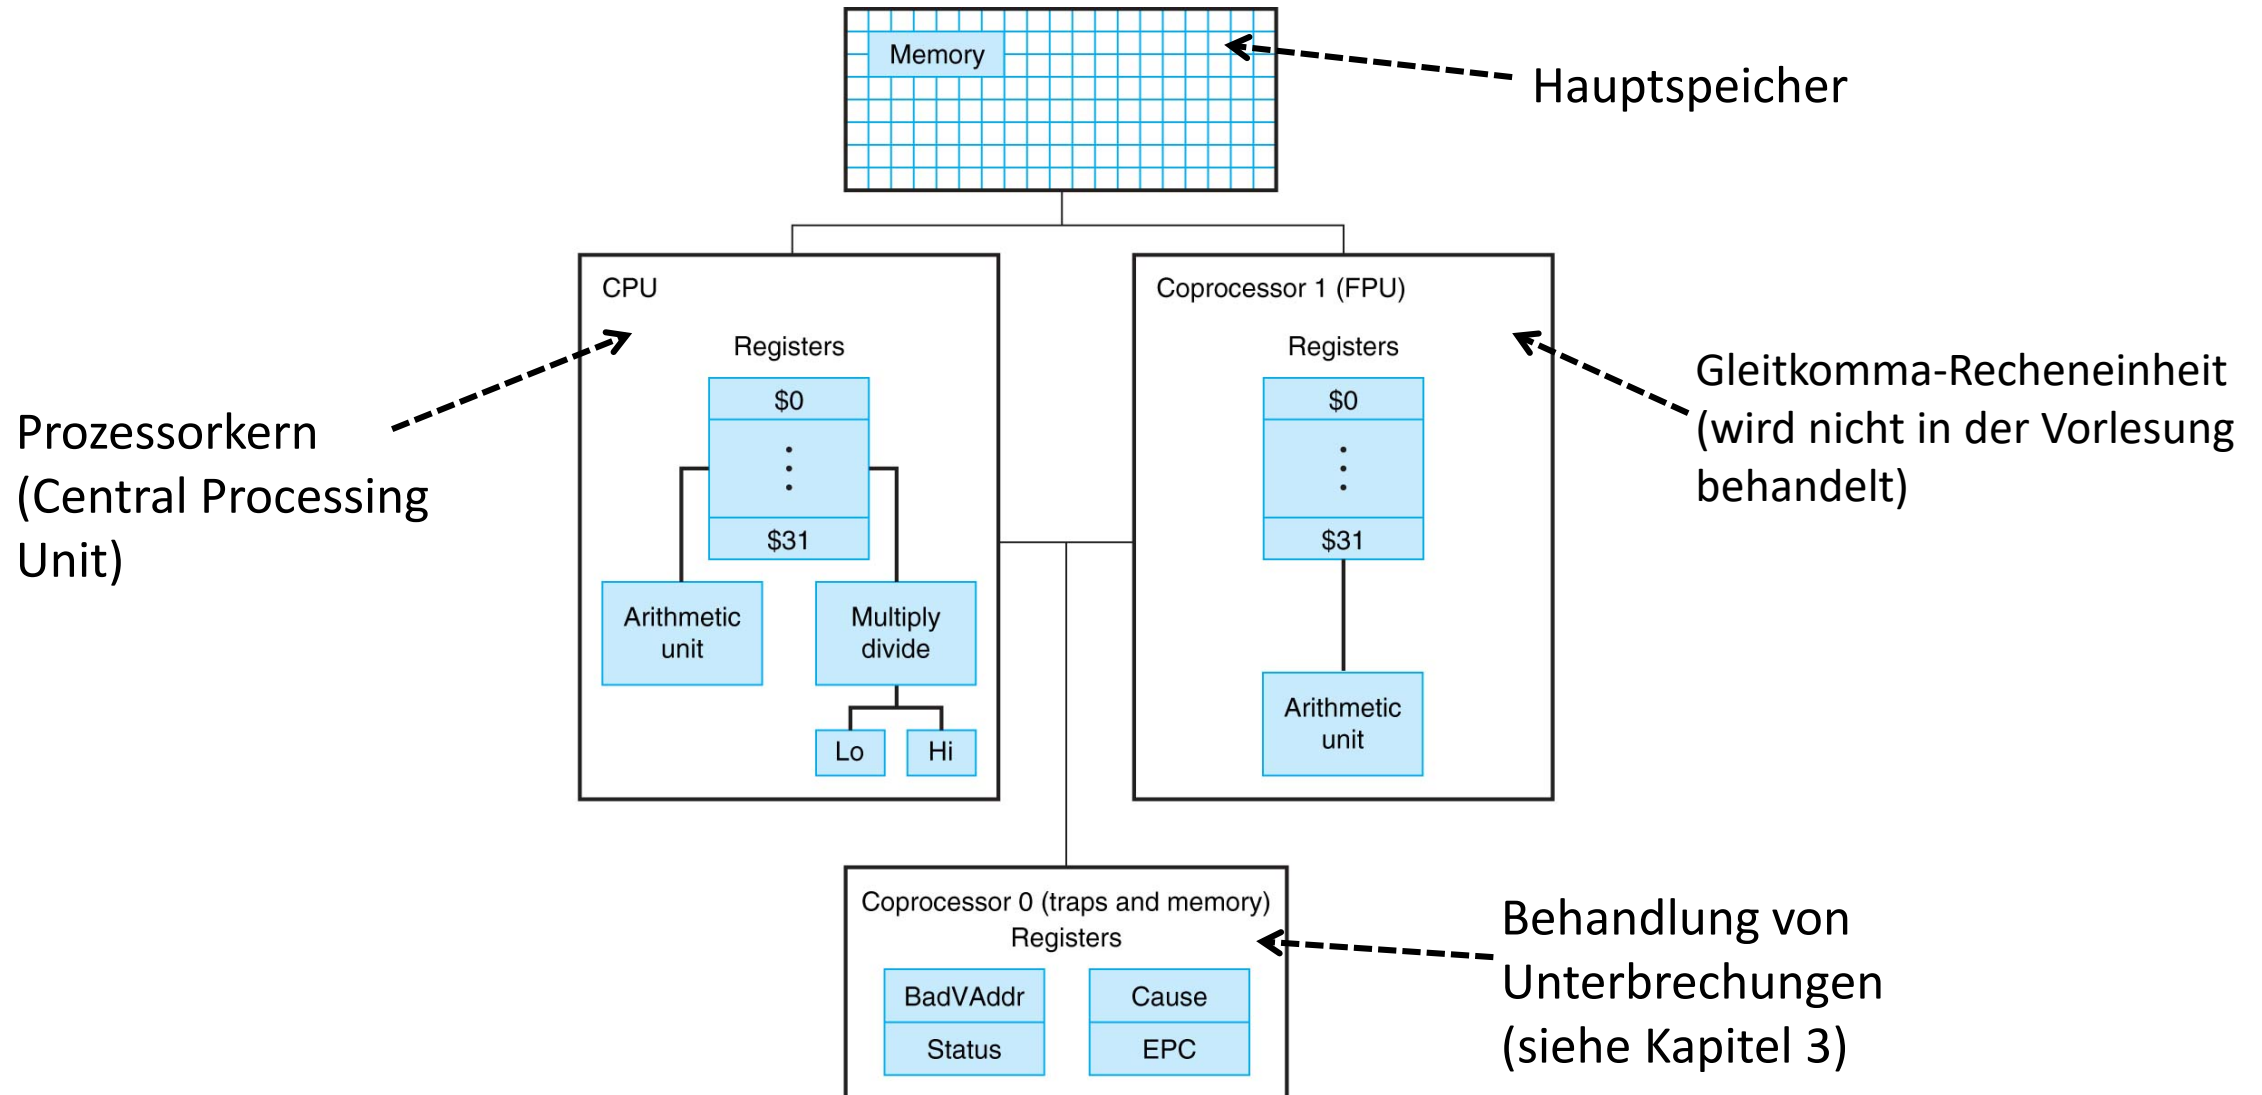 Memory
Hauptspeicher
CPU
Registers
$0
$31
Arithmetic
unit
Multiply
divide
Lo
Hi
Prozessorkern
(Central Processing
Unit)
Coprocessor 1 (FPU)
Registers
$0
$31
Arithmetic
unit
Gleitkomma-Recheneinheit
(wird nicht in der Vorlesung
behandelt)
Coprocessor 0 (traps and memory)
Registers
BadVAddr
Cause
Status
EPC
Behandlung von
Unterbrechungen
(siehe Kapitel 3)